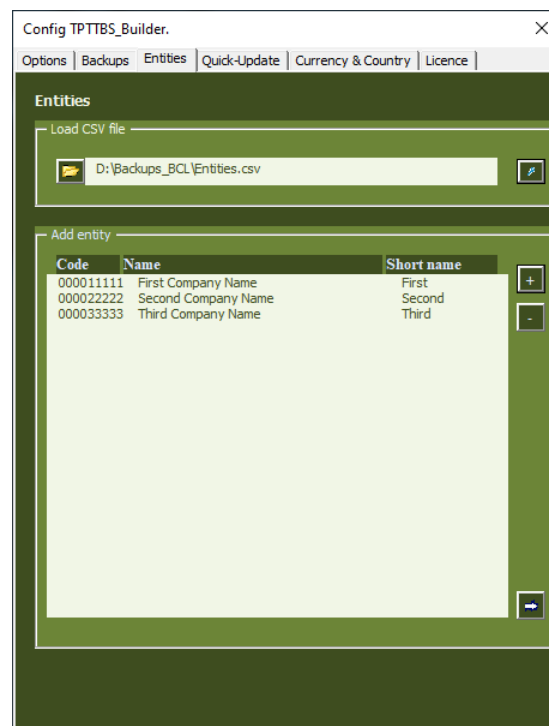 Config TPTTBS_Builder.
Options Backups Entities Quick-Update Currency & Country Licence
Entities
Load CSV file
D:\Backups_BCL\Entities.csv
Add entity
Code Name Short name
000011111 First Company Name First
+
000022222 Second Company Name Second
000033333 Third Company Name Third
-